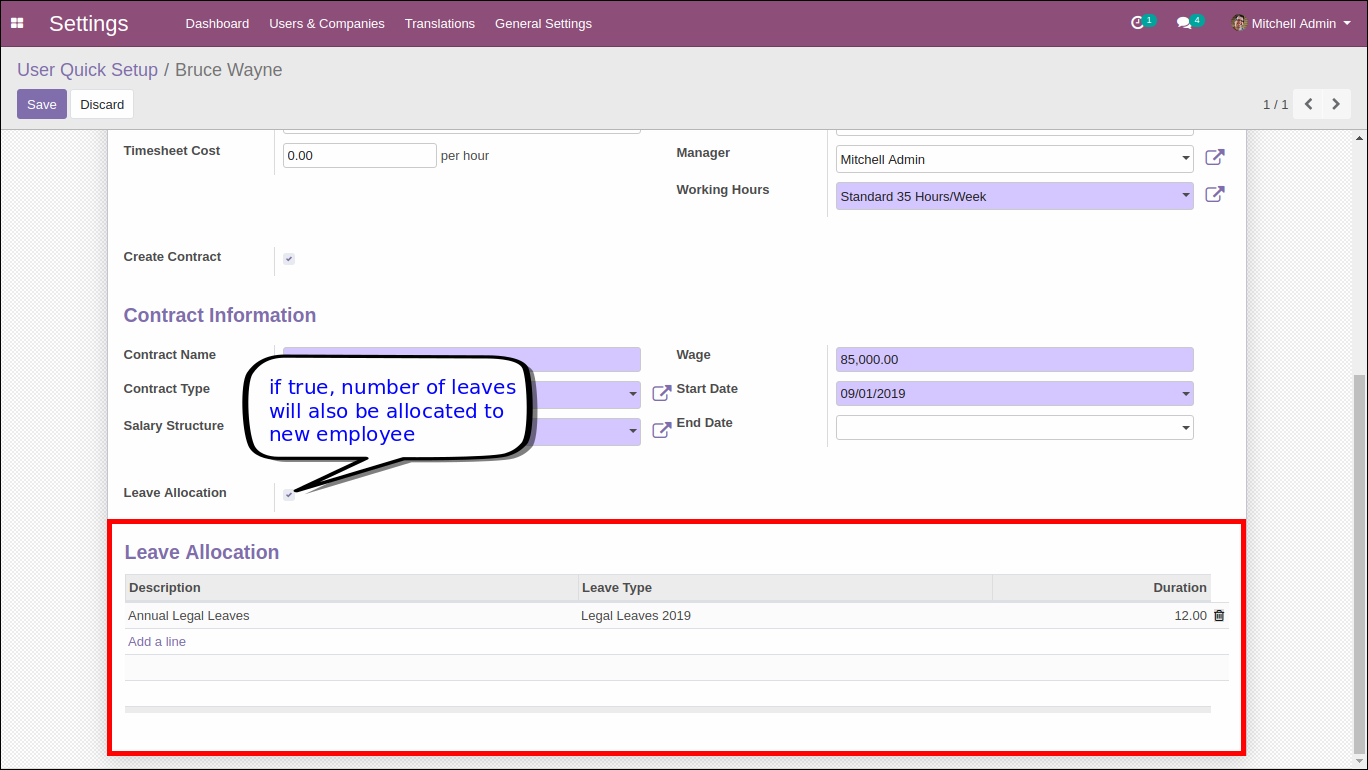 Settings Dashboard Users & Companies Translations General Settings 1 4 Mitchell Admin
User Quick Setup / Bruce Wayne
Save Discard 1 / 1
Timesheet Cost 0.00 per hour
Manager Mitchell Admin
Working Hours Standard 35 Hours/Week
Create Contract
Contract Information
Contract Name
Wage 85,000.00
Contract Type
Start Date 09/01/2019
Salary Structure
End Date
if true, number of leaves
will also be allocated to
new employee
Leave Allocation
Leave Allocation
Description Leave Type Duration
Annual Legal Leaves Legal Leaves 2019 12.00
Add a line